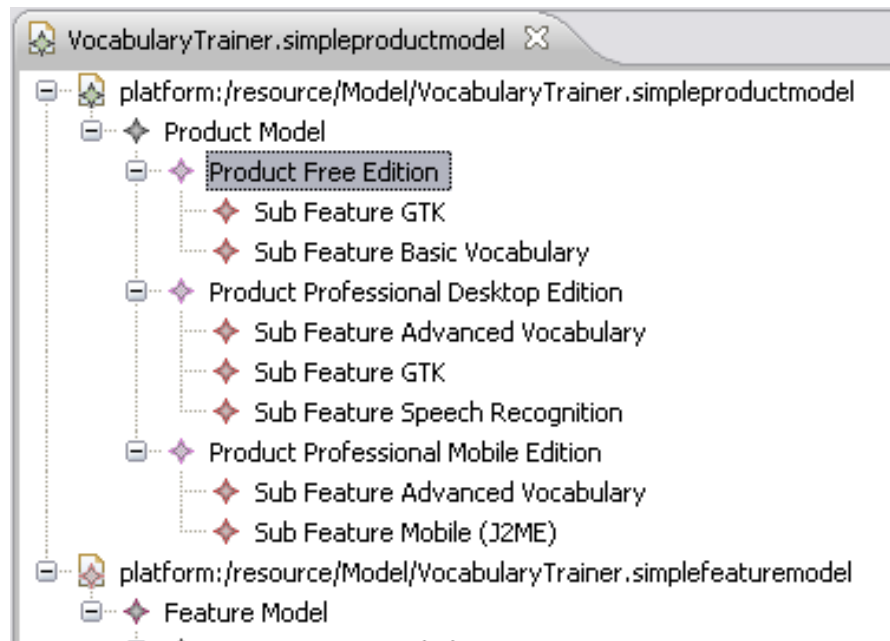 VocabularyTrainer.simpleproductmodel
platform:/resource/Model/VocabularyTrainer.simpleproductmodel
Product Model
Product Free Edition
Sub Feature GTK
Sub Feature Basic Vocabulary
Product Professional Desktop Edition
Sub Feature Advanced Vocabulary
Sub Feature GTK
Sub Feature Speech Recognition
Product Professional Mobile Edition
Sub Feature Advanced Vocabulary
Sub Feature Mobile (J2ME)
platform:/resource/Model/VocabularyTrainer.simplefeaturemodel
Feature Model